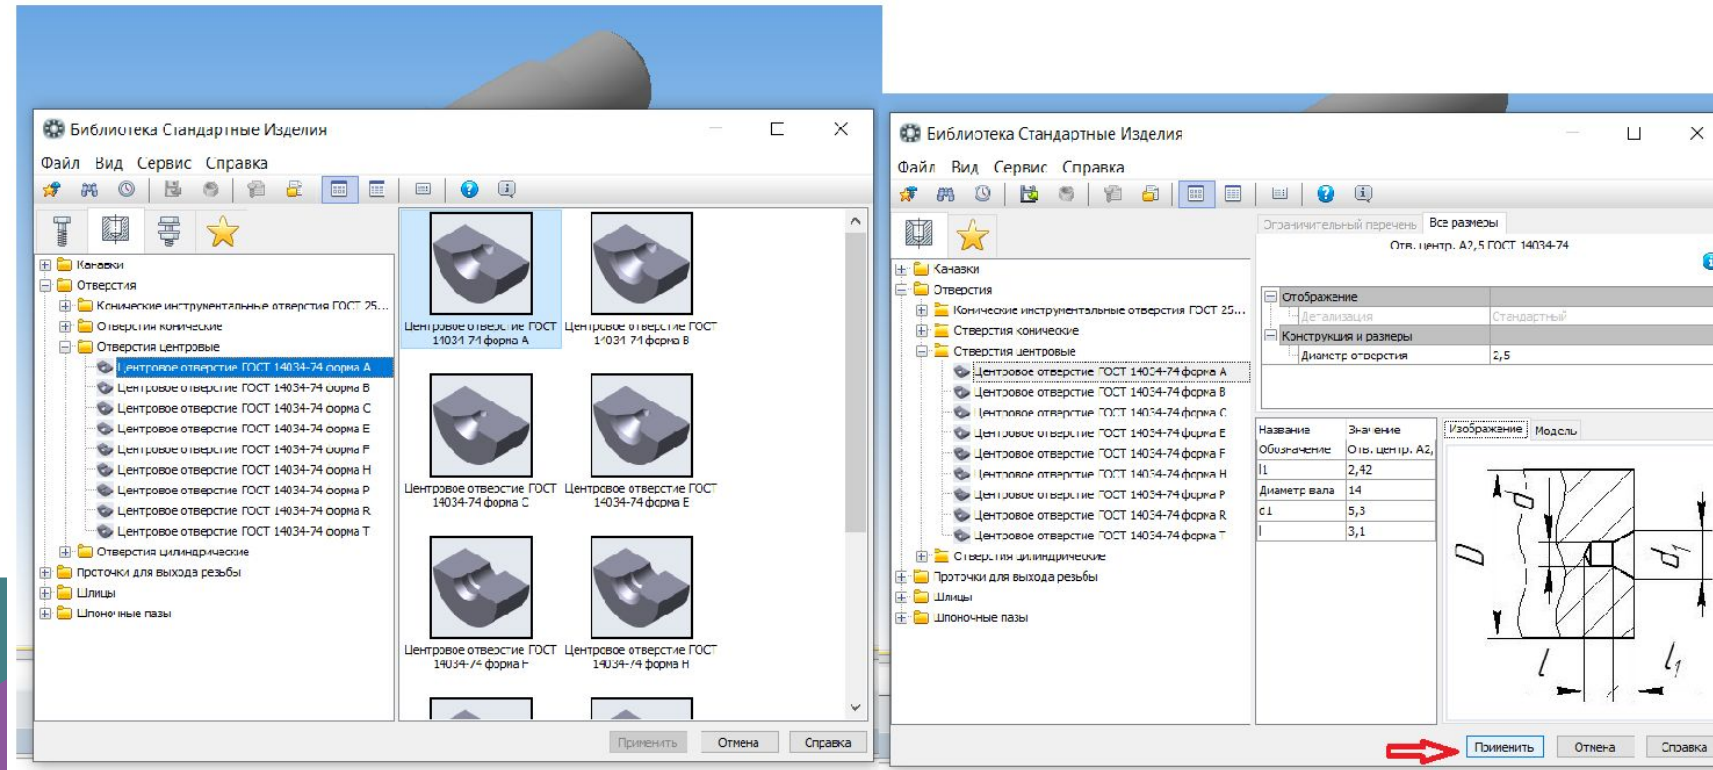 Библиотека Стандартные Изделия
Файл Вид Сервис Справка
Канавки
Отверстия
Конические инструментальные отверстия ГОСТ 25...
Отверстия конические
Отверстия центровые
Центровое отверстие ГОСТ 14034-74 форма A
Центровое отверстие ГОСТ 14034-74 форма B
Центровое отверстие ГОСТ 14034-74 форма C
Центровое отверстие ГОСТ 14034-74 форма E
Центровое отверстие ГОСТ 14034-74 форма F
Центровое отверстие ГОСТ 14034-74 форма H
Центровое отверстие ГОСТ 14034-74 форма P
Центровое отверстие ГОСТ 14034-74 форма R
Центровое отверстие ГОСТ 14034-74 форма T
Отверстия цилиндрические
Проточки для выхода резьбы
Шлицы
Шпоночные пазы
Центровое отверстие ГОСТ
14034-74 форма A
Центровое отверстие ГОСТ
14034-74 форма B
Центровое отверстие ГОСТ
14034-74 форма C
Центровое отверстие ГОСТ
14034-74 форма E
Центровое отверстие ГОСТ
14034-74 форма F
Центровое отверстие ГОСТ
14034-74 форма H
Применить
Отмена
Справка
Библиотека Стандартные Изделия
Файл Вид Сервис Справка
Канавки
Отверстия
Конические инструментальные отверстия ГОСТ 25...
Отверстия конические
Отверстия центровые
Центровое отверстие ГОСТ 14034-74 форма A
Центровое отверстие ГОСТ 14034-74 форма B
Центровое отверстие ГОСТ 14034-74 форма C
Центровое отверстие ГОСТ 14034-74 форма E
Центровое отверстие ГОСТ 14034-74 форма F
Центровое отверстие ГОСТ 14034-74 форма H
Центровое отверстие ГОСТ 14034-74 форма P
Центровое отверстие ГОСТ 14034-74 форма R
Центровое отверстие ГОСТ 14034-74 форма T
Отверстия цилиндрические
Проточки для выхода резьбы
Шлицы
Шпоночные пазы
Ограничительный перечень Все размеры
Отв. центр. A2,5 ГОСТ 14034-74
Отображение
Детализация Стандартный
Конструкция и размеры
Диаметр отверстия 2,5
Название Значение
Обозначение Отв. центр. A2,
l1 2,42
Диаметр вала 14
d1 5,3
l 3,1
Изображение Модель
D
d
d1
l
l1
Применить
Отмена
Справка